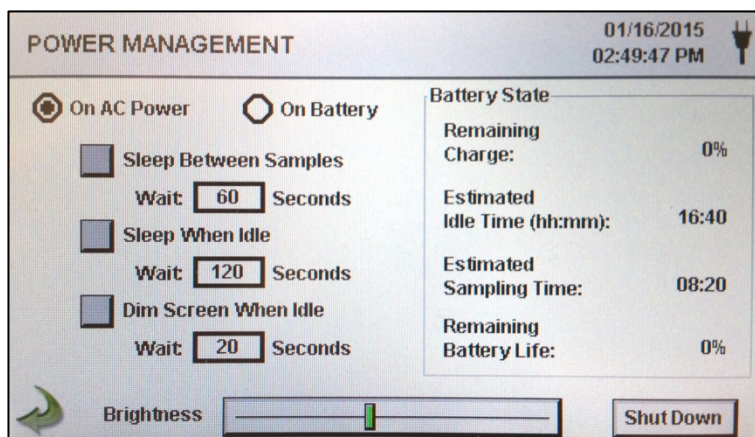 POWER MANAGEMENT
01/16/2015
02:49:47 PM
On AC Power
On Battery
Sleep Between Samples
Wait: 60 Seconds
Sleep When Idle
Wait: 120 Seconds
Dim Screen When Idle
Wait: 20 Seconds
Battery State
Remaining
Charge: 0%
Estimated
Idle Time (hh:mm): 16:40
Estimated
Sampling Time: 08:20
Remaining
Battery Life: 0%
Brightness
Shut Down